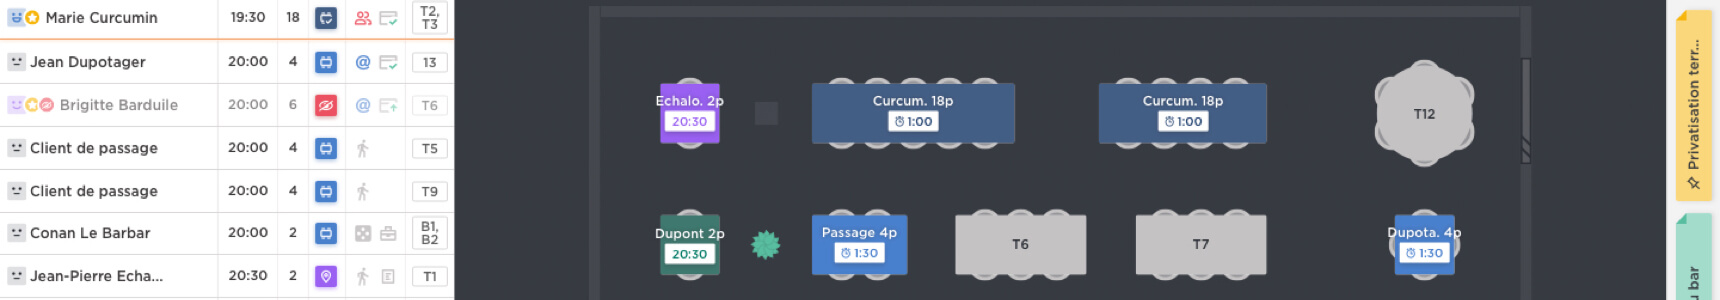 Marie Curcumin 19:30 18 T2, T3
Jean Dupotager 20:00 4 @ 13
Brigitte Barduile 20:00 6 @ T6
Client de passage 20:00 4 T5
Client de passage 20:00 4 T9
Conan Le Barbar 20:00 2 B1, B2
Jean-Pierre Echa... 20:30 2 T1
Echalo. 2p
20:30
Curcum. 18p
1:00
Curcum. 18p
1:00
T12
Dupont 2p
20:30
Passage 4p
1:30
T6
T7
Dupota. 4p
1:30
Privatisation terr...
bar